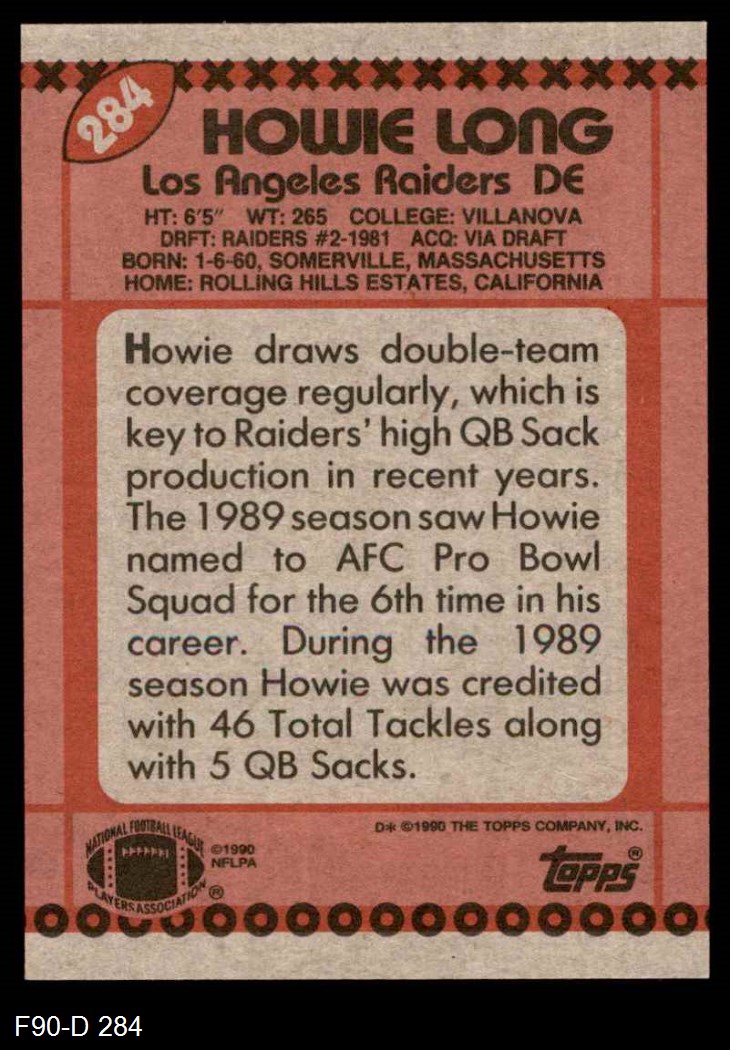 284
HOWIE LONG
Los Angeles Raiders DE
HT: 6'5" WT: 265 COLLEGE: VILLANOVA
DRFT: RAIDERS #2-1981 ACQ: VIA DRAFT
BORN: 1-6-60, SOMERVILLE, MASSACHUSETTS
HOME: ROLLING HILLS ESTATES, CALIFORNIA
Howie draws double-team
coverage regularly, which is
key to Raiders' high QB Sack
production in recent years.
The 1989 season saw Howie
named to AFC Pro Bowl
Squad for the 6th time in his
career. During the 1989
season Howie was credited
with 46 Total Tackles along
with 5 QB Sacks.
NATIONAL FOOTBALL LEAGUE
PLAYERS ASSOCIATION ®
©1990
NFLPA
D* ©1990 THE TOPPS COMPANY, INC.
topps®
F90-D 284